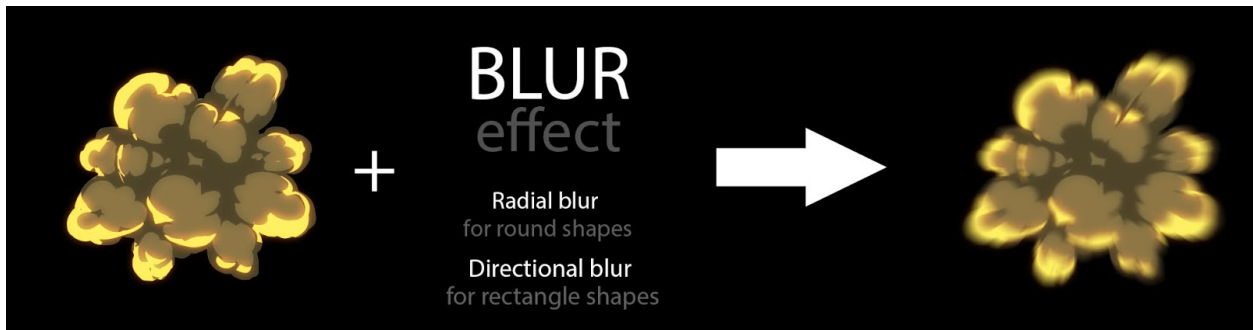 BLUR
effect
+
Radial blur
for round shapes
Directional blur
for rectangle shapes